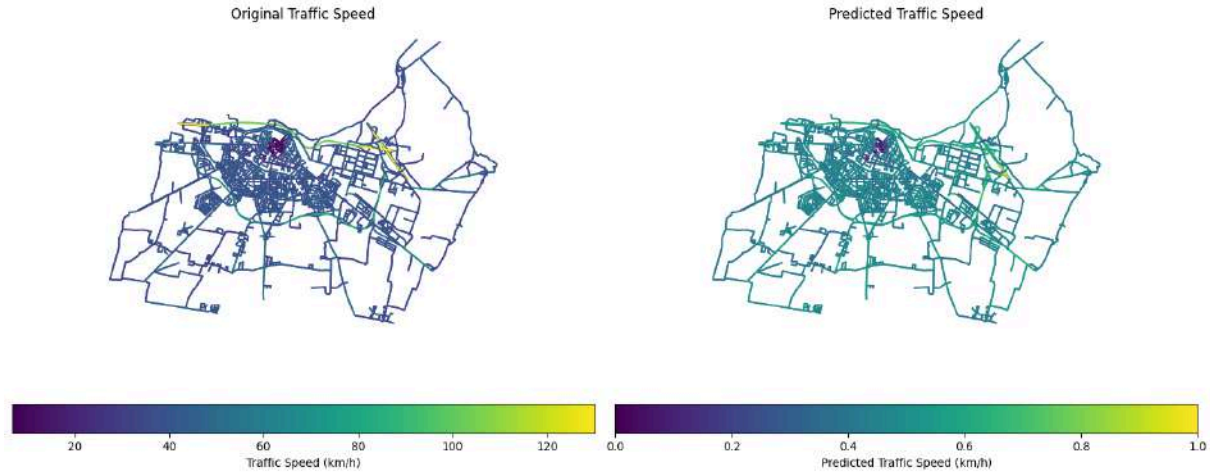 Original Traffic Speed
Predicted Traffic Speed
20 40 60 80 100 120
Traffic Speed (km/h)
0.0 0.2 0.4 0.6 0.8 1.0
Predicted Traffic Speed (km/h)